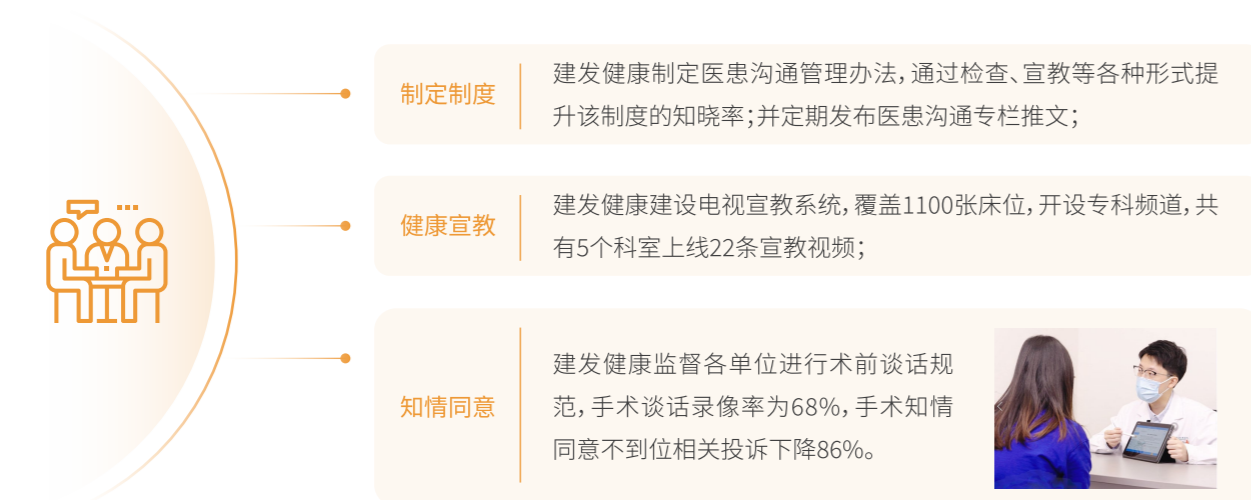 制定制度
建发健康制定医患沟通管理办法，通过检查、宣教等各种形式提
升该制度的知晓率；并定期发布医患沟通专栏推文；
健康宣教
建发健康建设电视宣教系统，覆盖1100张床位，开设专科频道，共
有5个科室上线22条宣教视频；
知情同意
建发健康监督各单位进行术前谈话规
范，手术谈话录像率为68%，手术知情
同意不到位相关投诉下降86%。